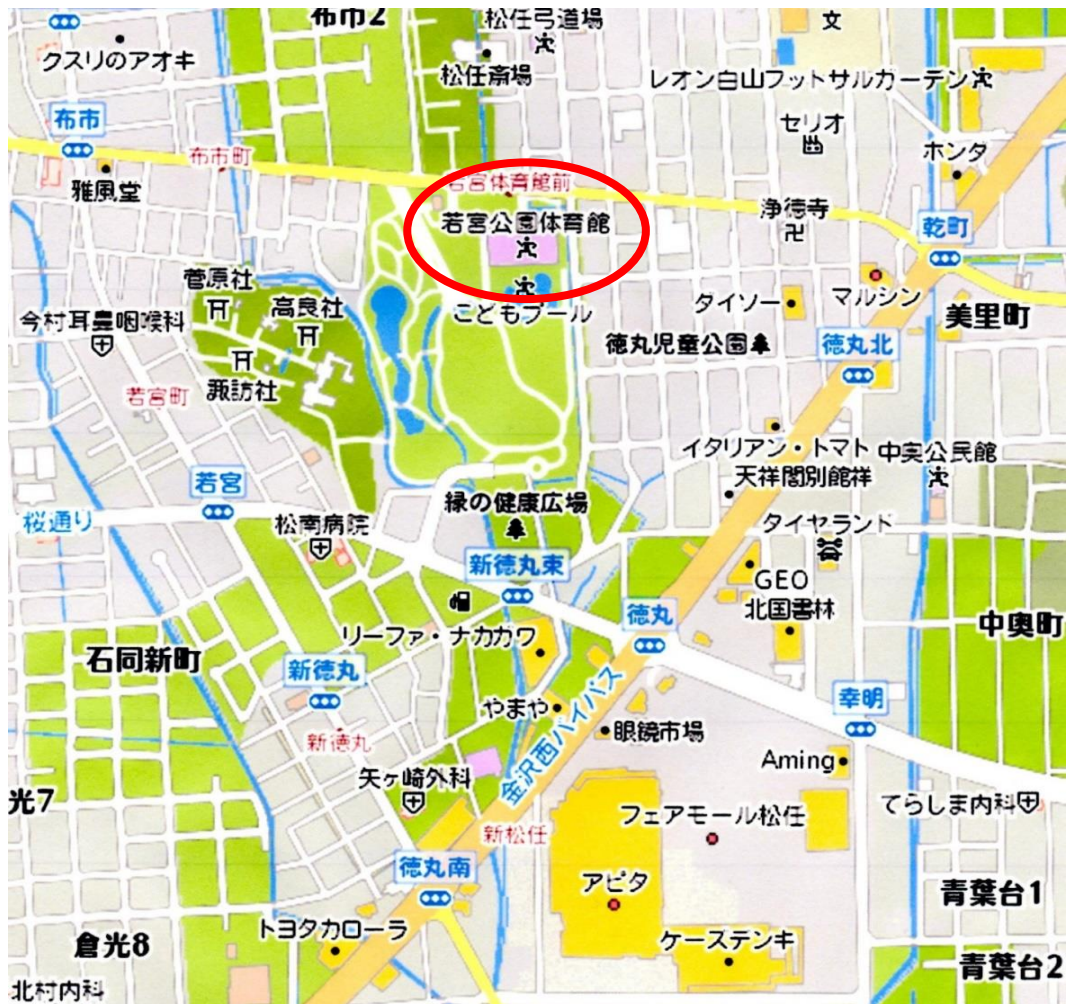 布市2
松任弓道場
文
クスリのアオキ
松任斎場
レオン白山フットサルガーデン
布市
セリオ
布市町
ホンダ
雅風堂
若宮体育館前
若宮公園体育館
浄徳寺
乾町
菅原社
高良社
こどもプール
タイソー
マルシン
美里町
今村耳鼻咽喉科
徳丸児童公園
徳丸北
諏訪社
若宮町
イタリアン・トマト
中奥公民館
天祥閣別館祥
若宮
緑の健康広場
桜通り
松南病院
タイヤランド
新徳丸東
GEO
徳丸
北国書林
中奥町
リーファ・ナカカワ
石同新町
新徳丸
やまや
金沢西バイパス
幸明
眼鏡市場
新徳丸
Aming
矢ヶ崎外科
光7
てらしま内科
フェアモール松任
新松任
徳丸南
アピタ
青葉台1
トヨタカローラ
ケーズデンキ
倉光8
青葉台2
北村内科